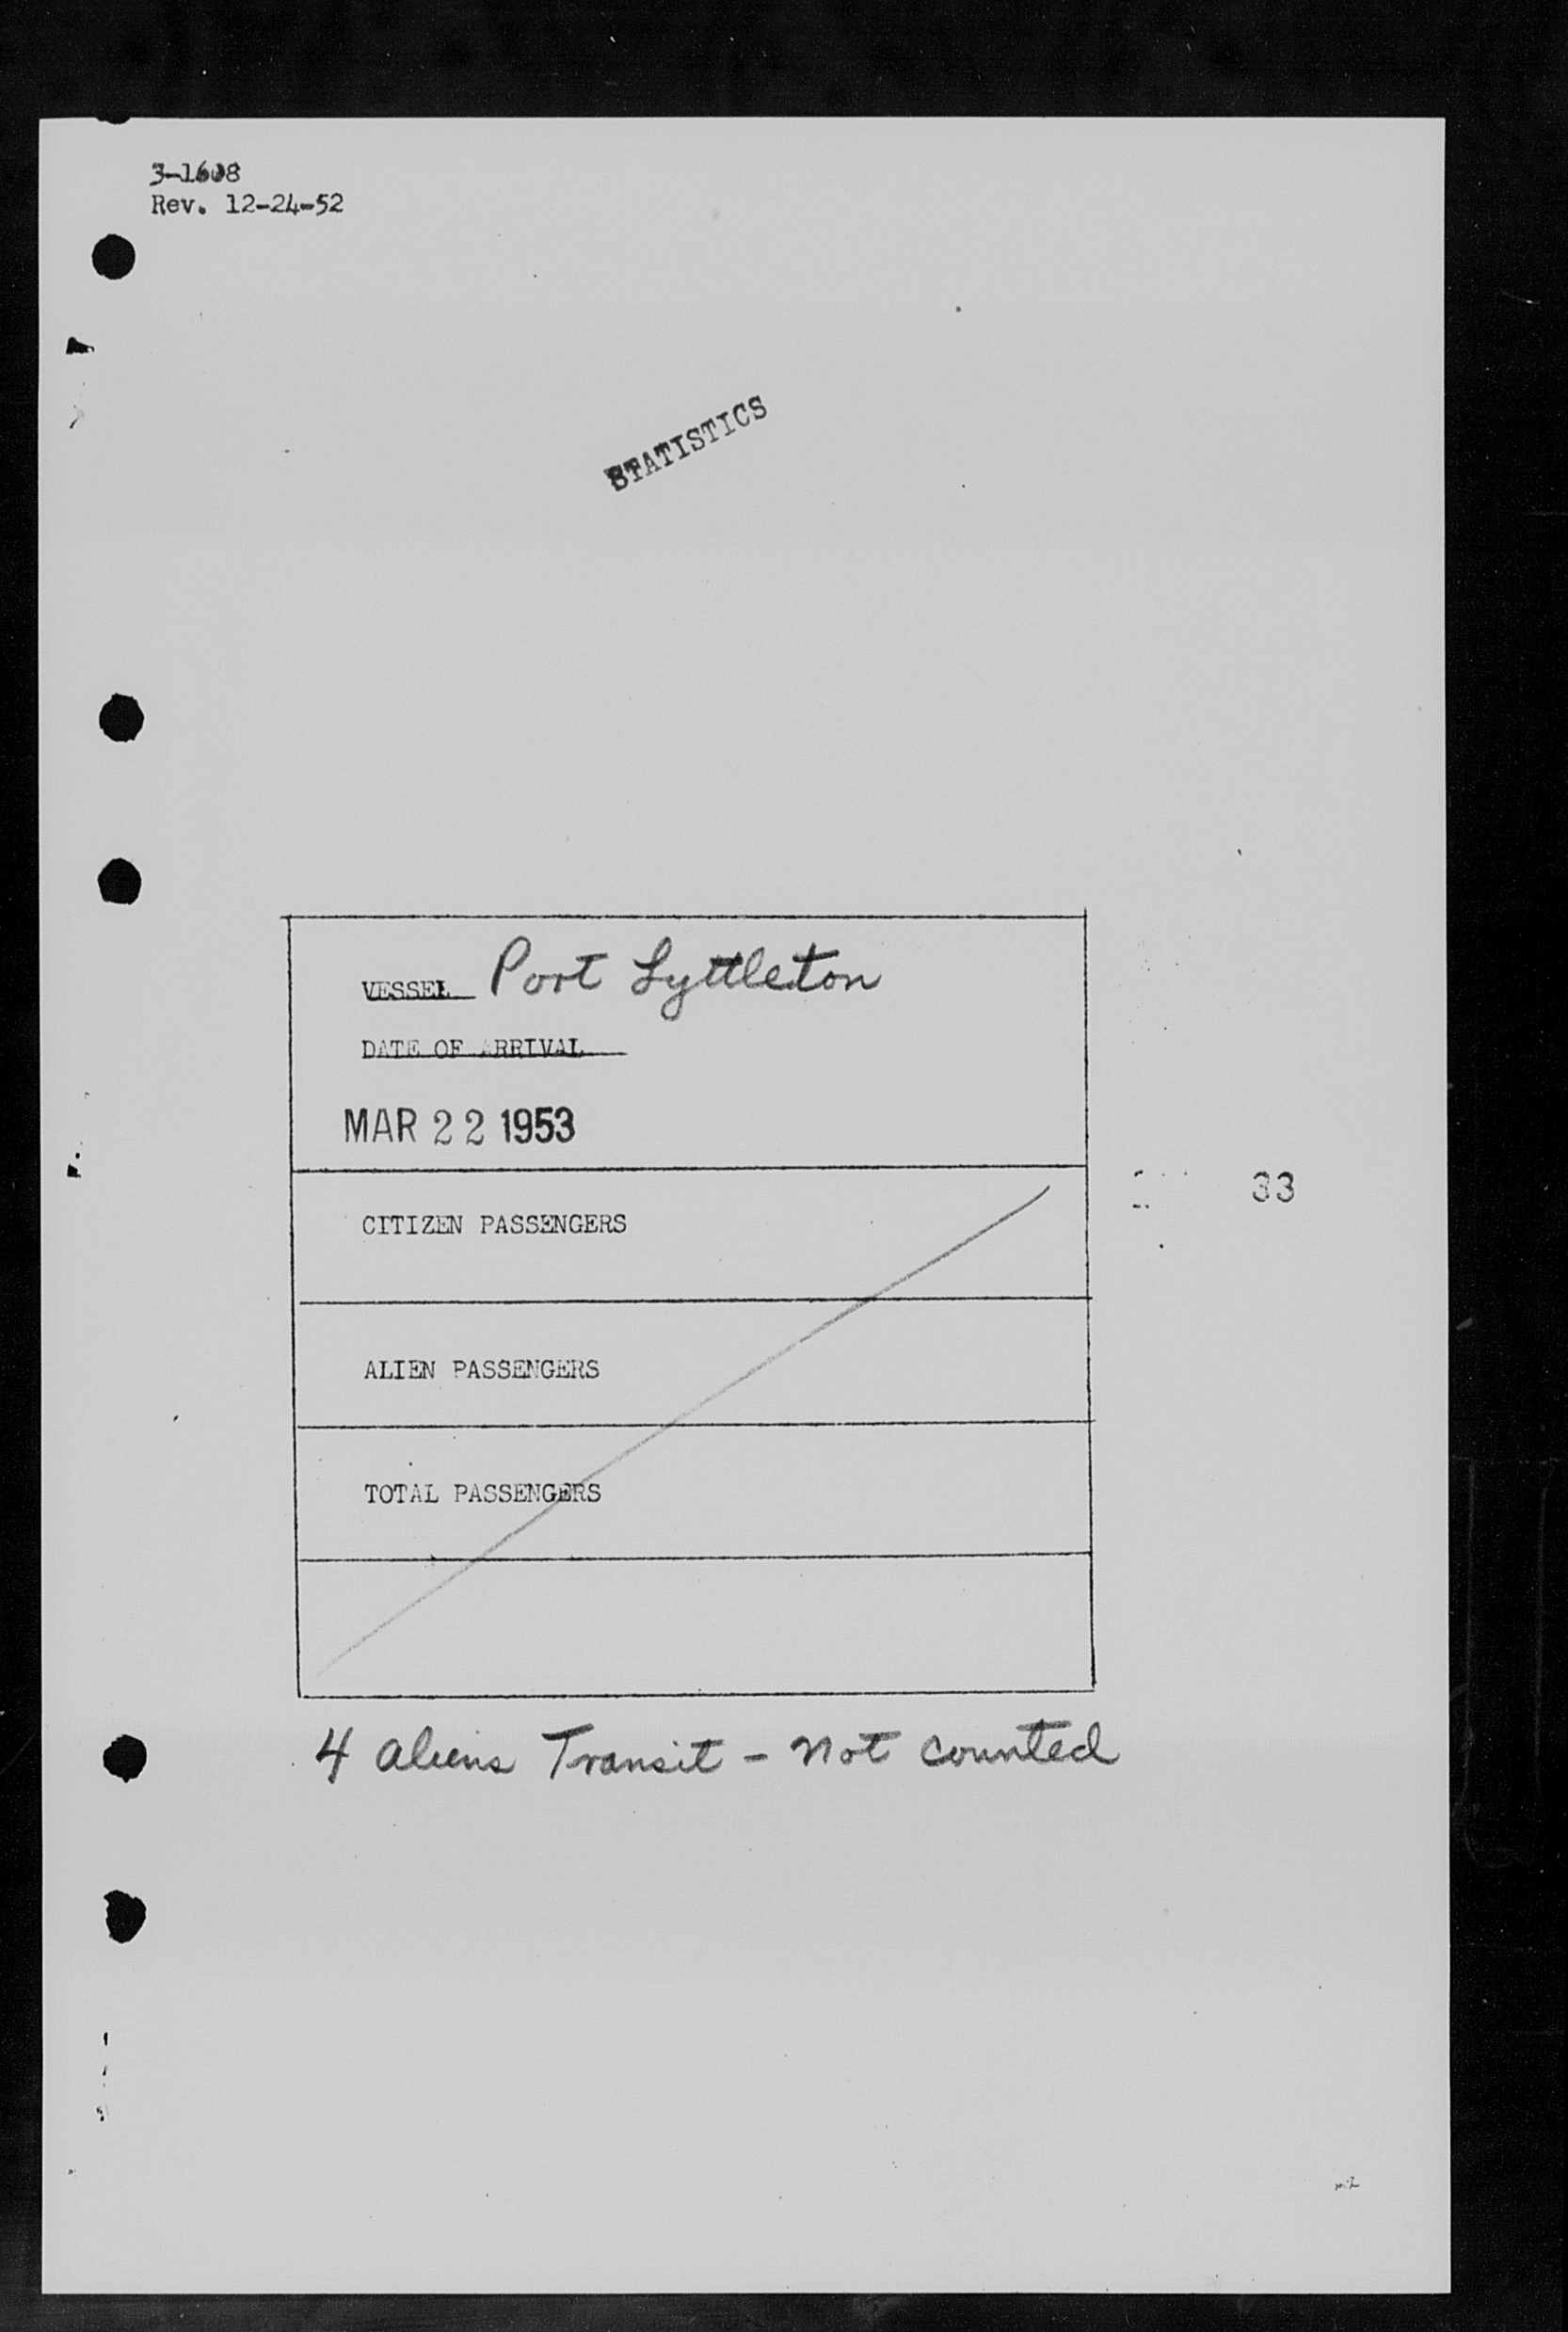 3-1608
Rev. 12-24-52
STATISTICS
VESSEL Port Lyttleton
DATE OF ARRIVAL
MAR 22 1953
33
CITIZEN PASSENGERS
ALIEN PASSENGERS
TOTAL PASSENGERS
4 aliens Transit - not counted